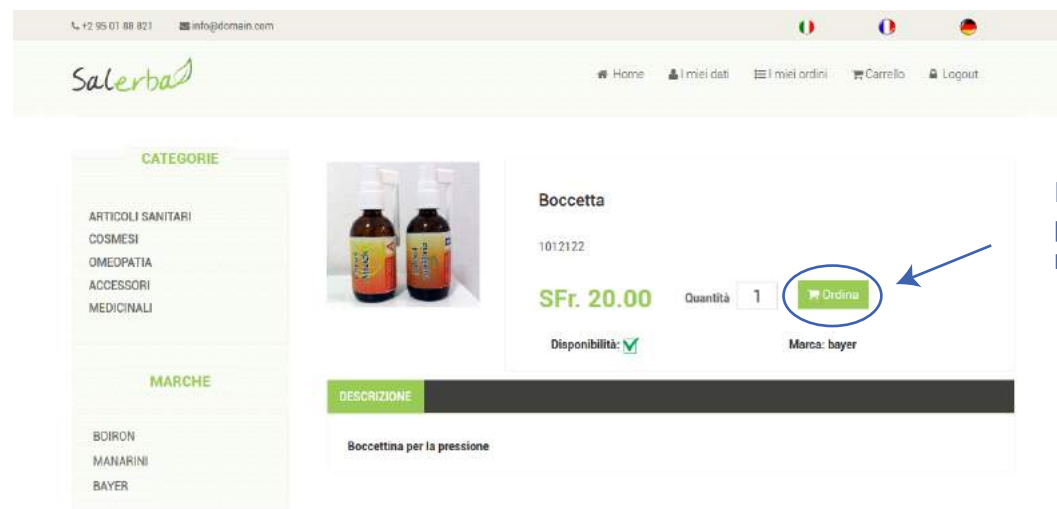 +2 95 01 88 821 info@domain.com
Salerba
Home I miei dati I miei ordini Carrello Logout
CATEGORIE
ARTICOLI SANITARI
COSMESI
OMEOPATIA
ACCESSORI
MEDICINALI
MARCHE
BOIRON
MANARINI
BAYER
Boccetta
1012122
SFr. 20.00 Quantità 1 Ordina
Disponibilità: Marca: bayer
DESCRIZIONE
Boccettina per la pressione